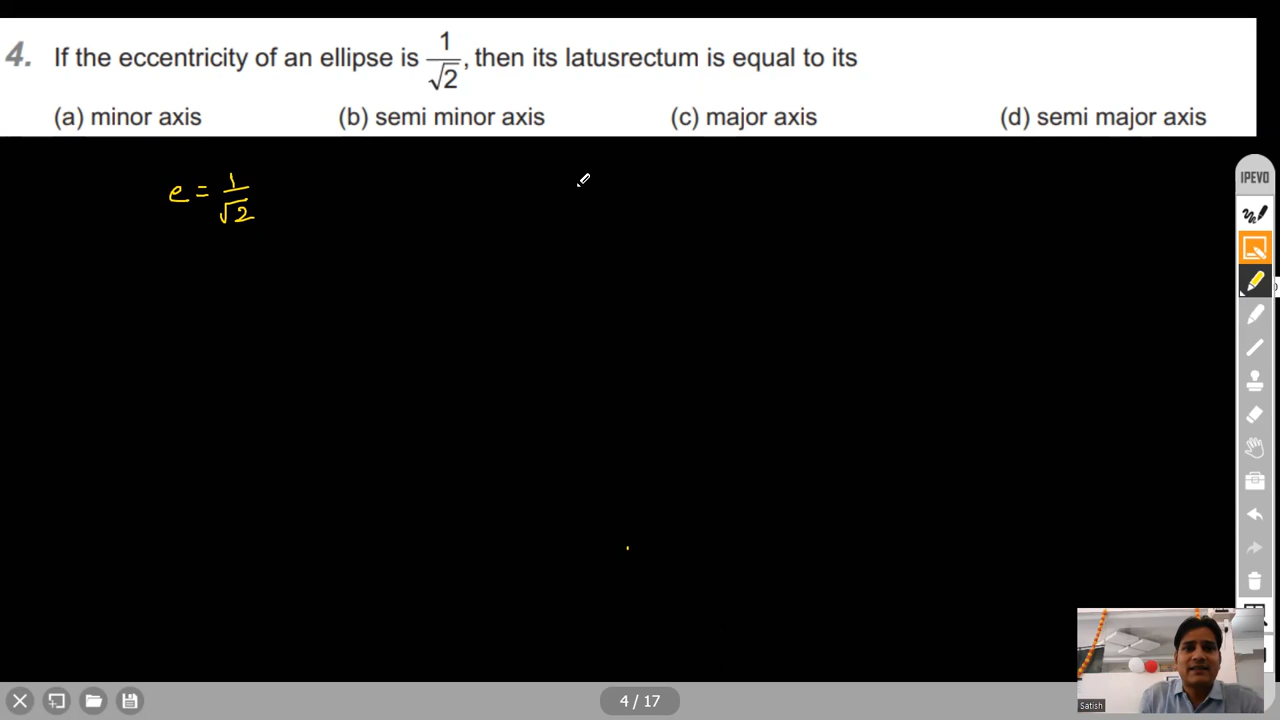 4. If the eccentricity of an ellipse is 1/√2, then its latusrectum is equal to its
(a) minor axis (b) semi minor axis (c) major axis (d) semi major axis
IPEVO
e = 1/√2
Satish
4 / 17